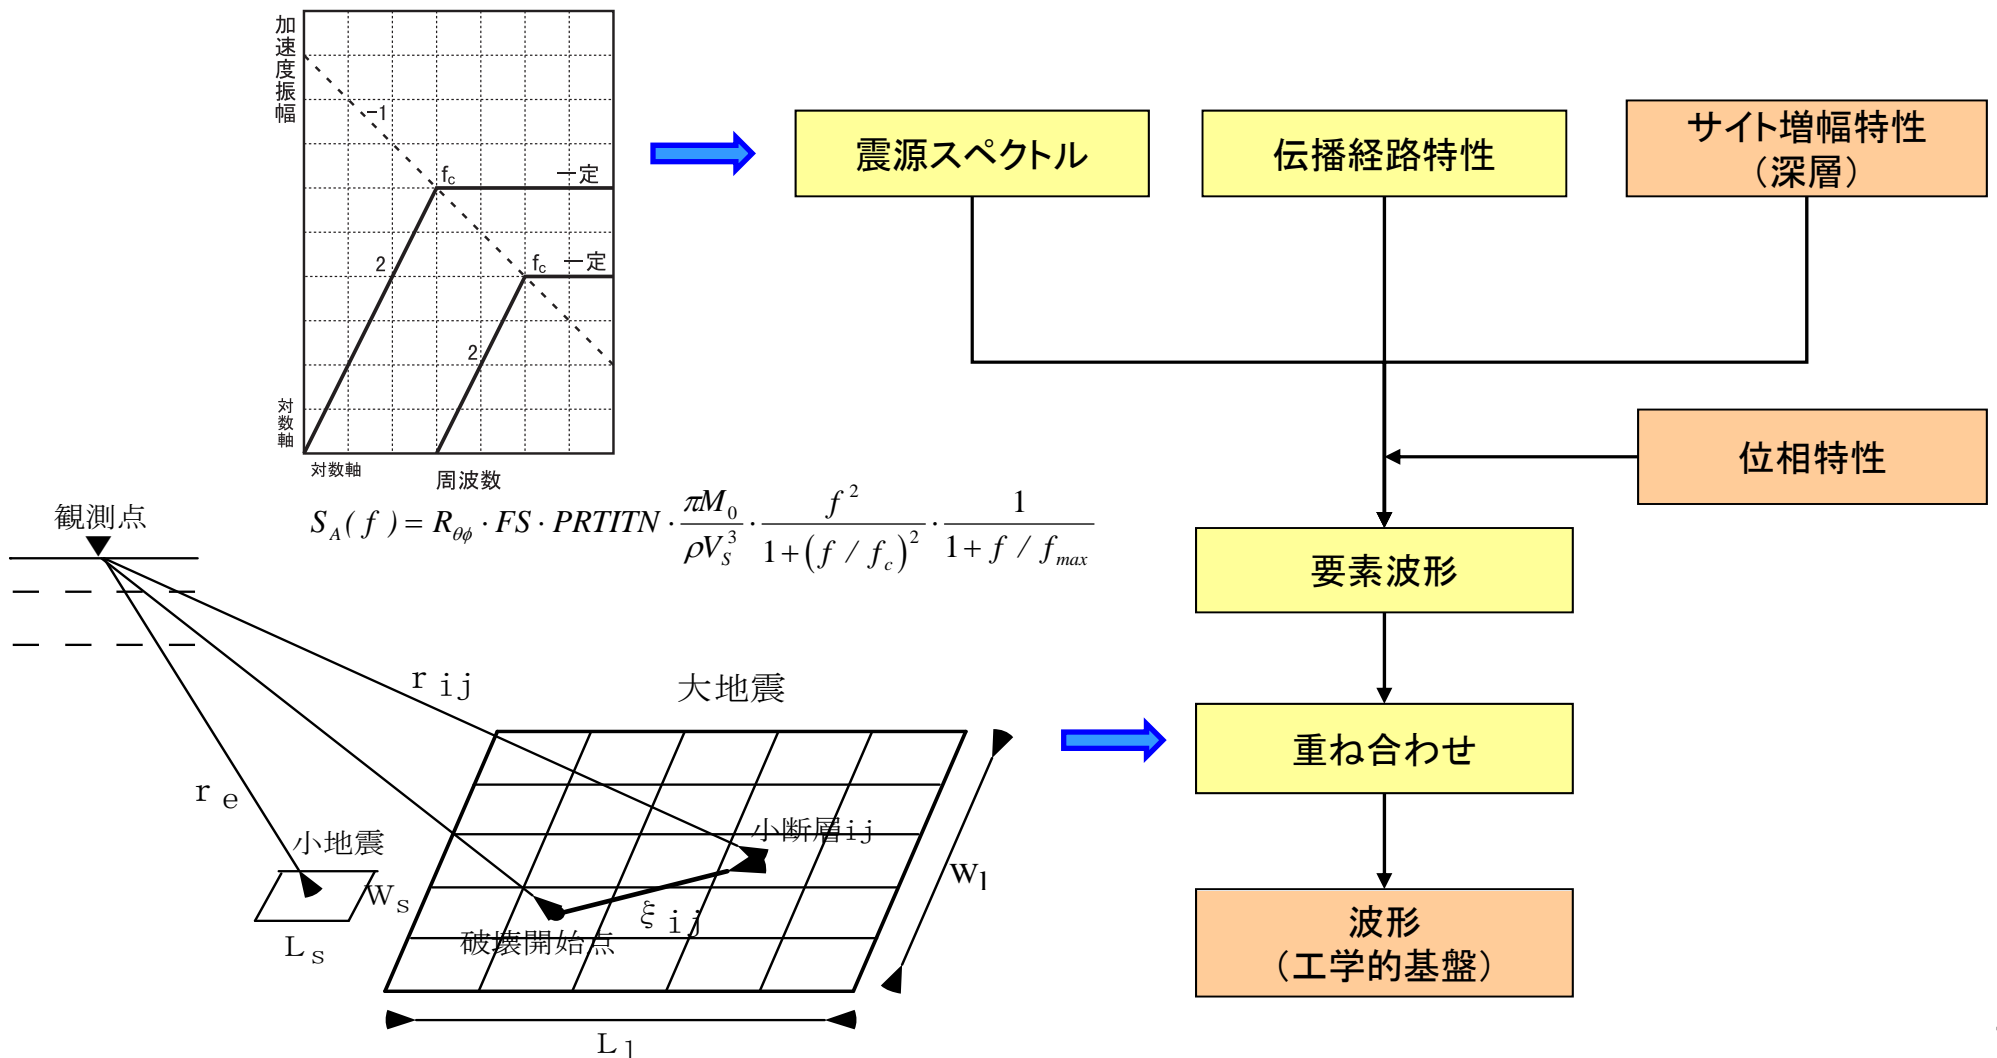 加速度振幅
-1
fc
一定
2
fc
一定
2
対数軸
対数軸
周波数
S_A(f) = R_θφ · FS · PRTITN · πM_0/ρV_S^3 · f^2/1+(f/f_c)^2 · 1/1+f/f_max
震源スペクトル
伝播経路特性
サイト増幅特性
（深層）
位相特性
要素波形
重ね合わせ
波形
（工学的基盤）
観測点
r ij
大地震
r e
小地震
Ws
Ls
小断層ij
ξij
破壊開始点
Wl
Ll